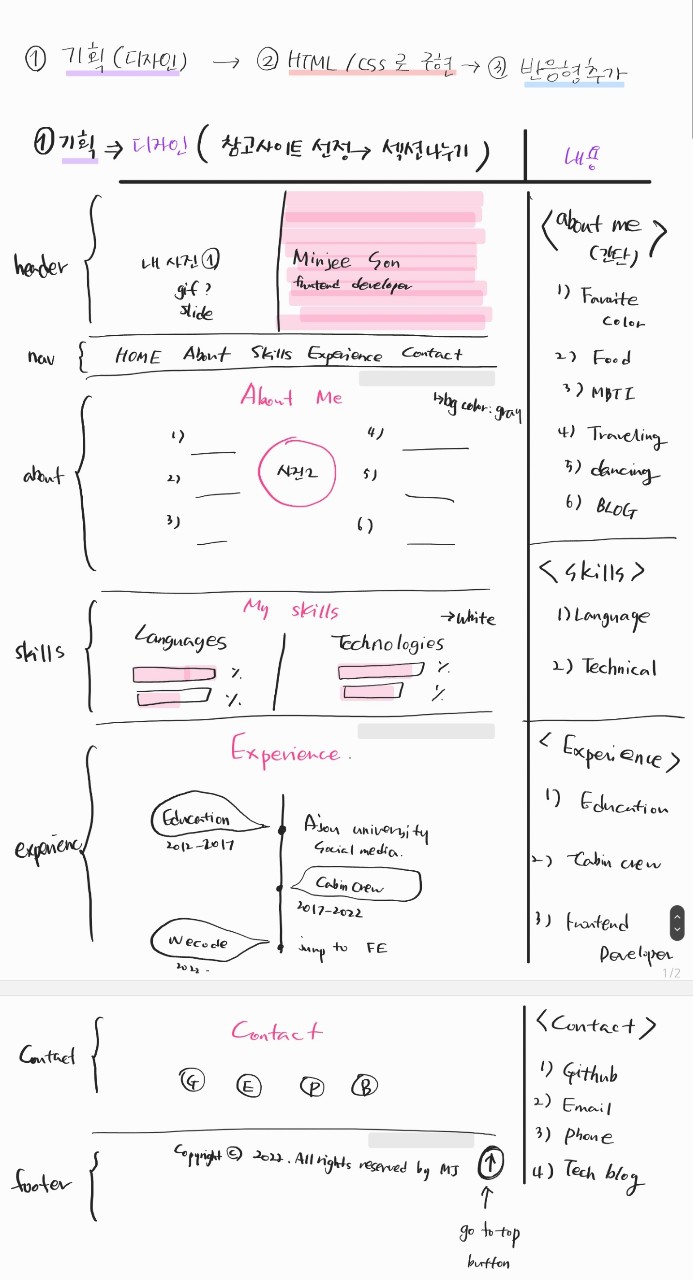 ① 기획(디자인) → ② HTML/CSS로 구현 → ③ 반응형추가
① 기획 ⇒ 디자인 ( 참고사이트 선정 → 섹션나누기 )
내용
header
내 사진①
gif?
slide
Minjee Son
frontend developer
nav
HOME About Skills Experience Contact
about
About Me
→bg color: gray
1)
2)
3)
사진2
4)
5)
6)
skills
My skills
→white
Languages
%
%
Technologies
%
%
experience
Experience.
Education
2012-2017
Ajou university
Social media.
Cabin Crew
2017-2022
Wecode
2022-
jump to FE
<about me>
(간단)
1) Favorite
color
2) Food
3) MBTI
4) Traveling
5) dancing
6) BLOG
<skills>
1) Language
2) Technical
<Experience>
1) Education
2) Cabin crew
3) frontend
Developer
1/2
Contact
Contact
G E P B
<Contact>
1) Github
2) Email
3) phone
4) Tech blog
footer
Copyright ⓒ 2022. All rights reserved by MJ
↑
↑
go to top
button